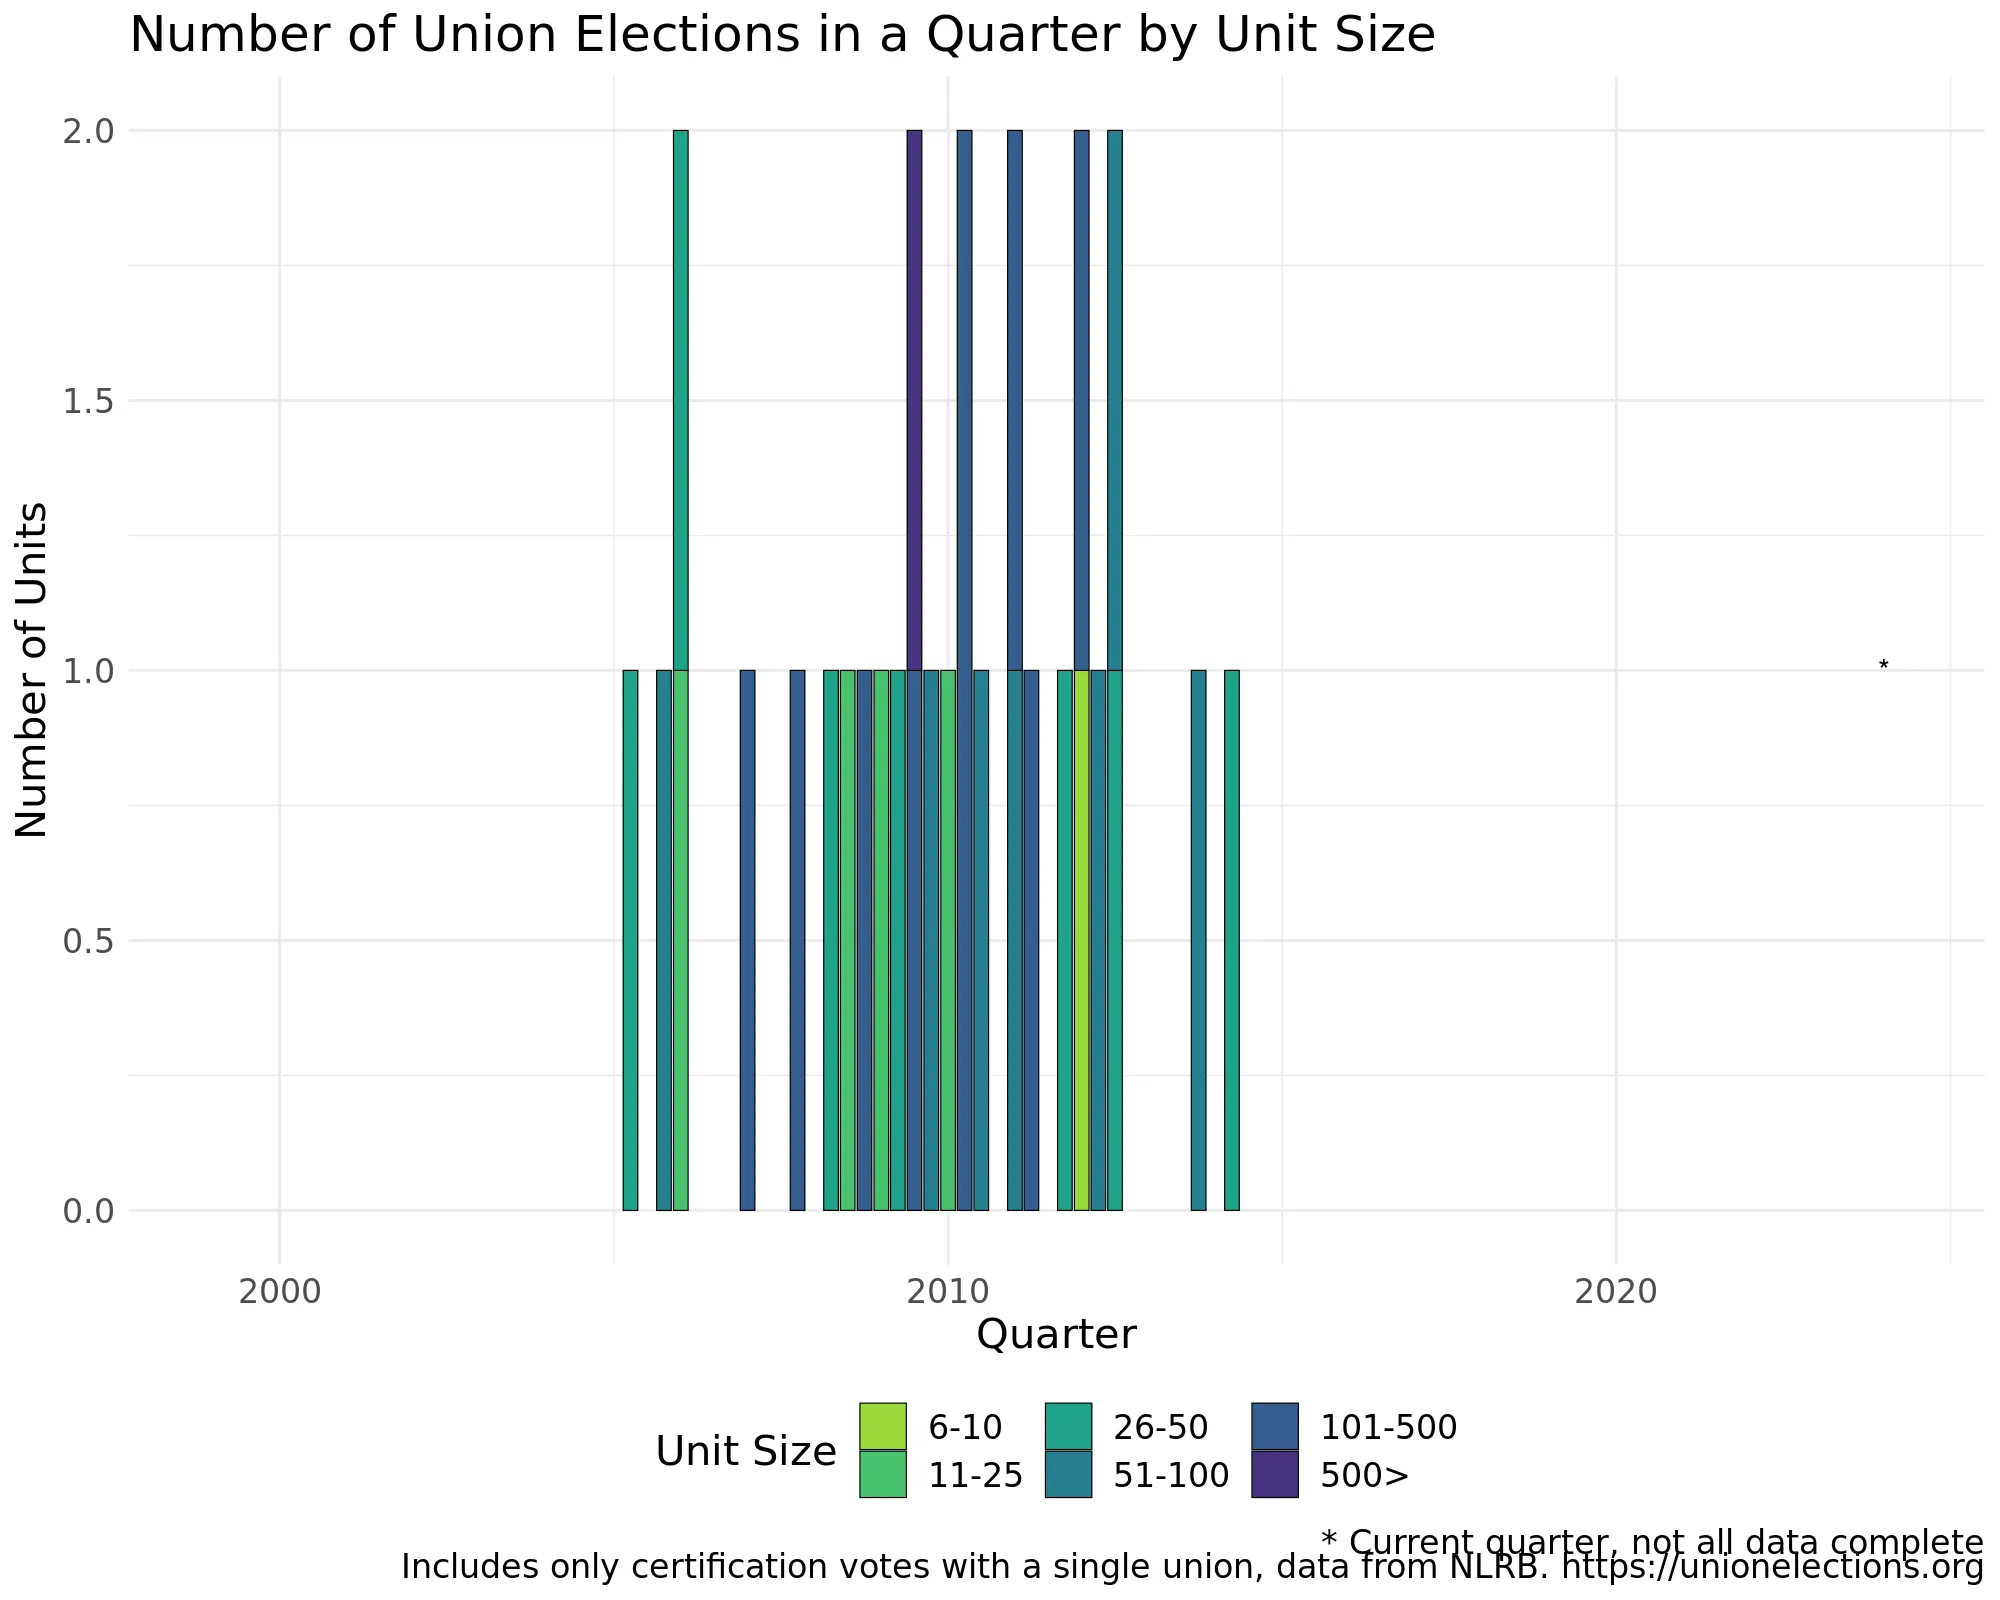 Number of Union Elections in a Quarter by Unit Size
2.0
1.5
1.0
0.5
0.0
Number of Units
*
2000 2010 2020
Quarter
Unit Size
6-10 26-50 101-500
11-25 51-100 500>
* Current quarter, not all data complete
Includes only certification votes with a single union, data from NLRB. https://unionelections.org